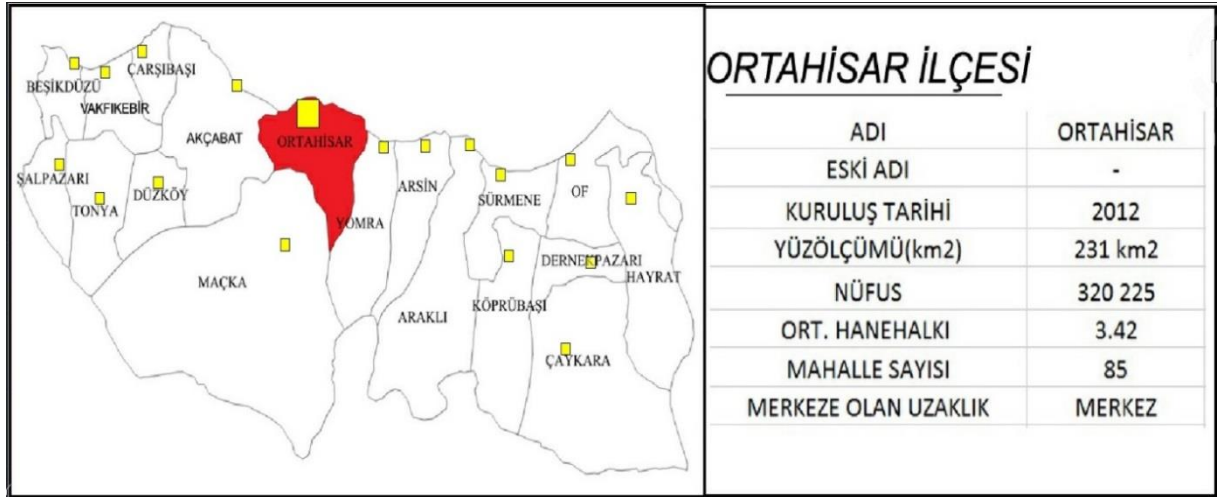 ÇARŞIBAŞI
BEŞİKDÜZÜ
VAKFIKEBİR
AKÇABAT
ORTAHİSAR
ŞALPAZARI
DÜZKÖY
TONYA
ARSİN
YOMRA
SÜRMENE
OF
MAÇKA
DERNEKPAZARI
HAYRAT
KÖPRÜBAŞI
ARAKLI
ÇAYKARA
ORTAHİSAR İLÇESİ
ADI ORTAHİSAR
ESKİ ADI -
KURULUŞ TARİHİ 2012
YÜZÖLÇÜMÜ(km2) 231 km2
NÜFUS 320 225
ORT. HANEHALKI 3.42
MAHALLE SAYISI 85
MERKEZE OLAN UZAKLIK MERKEZ